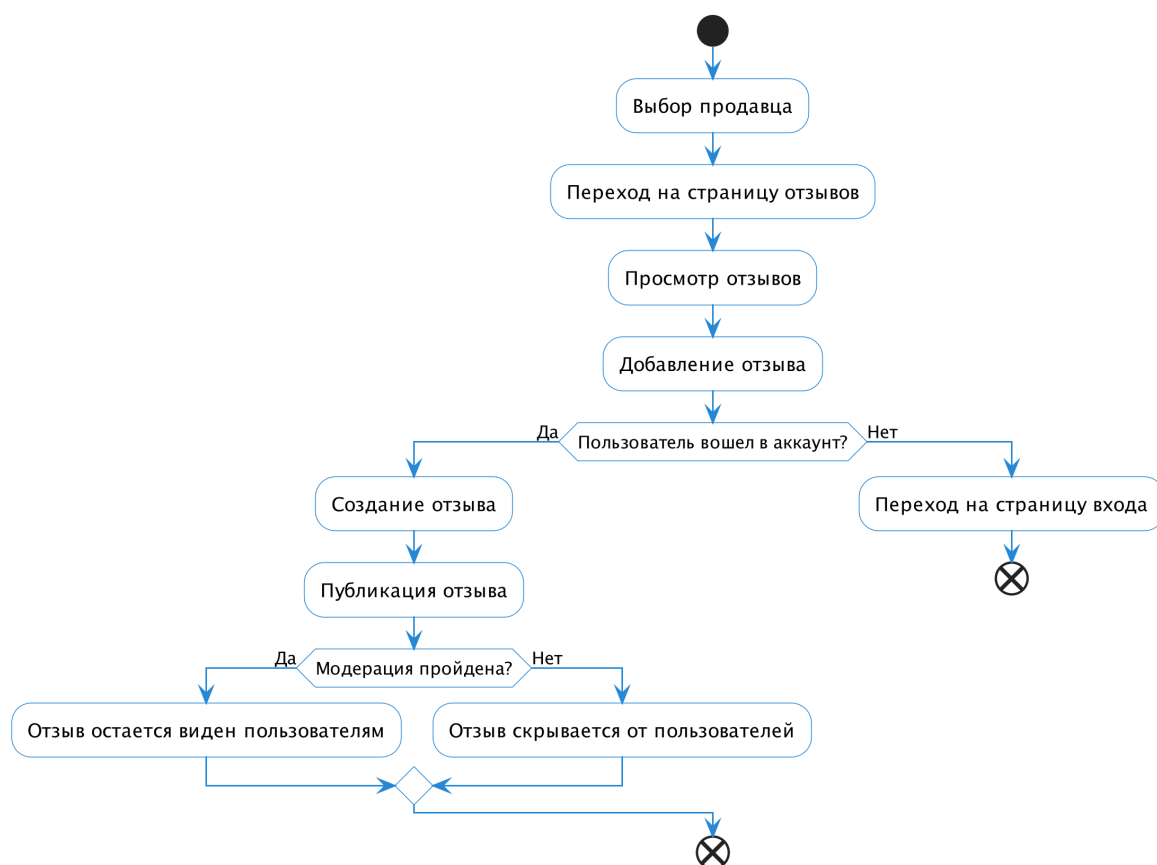 Выбор продавца
Переход на страницу отзывов
Просмотр отзывов
Добавление отзыва
Да
Пользователь вошел в аккаунт?
Нет
Создание отзыва
Переход на страницу входа
Публикация отзыва
Да
Модерация пройдена?
Нет
Отзыв остается виден пользователям
Отзыв скрывается от пользователей